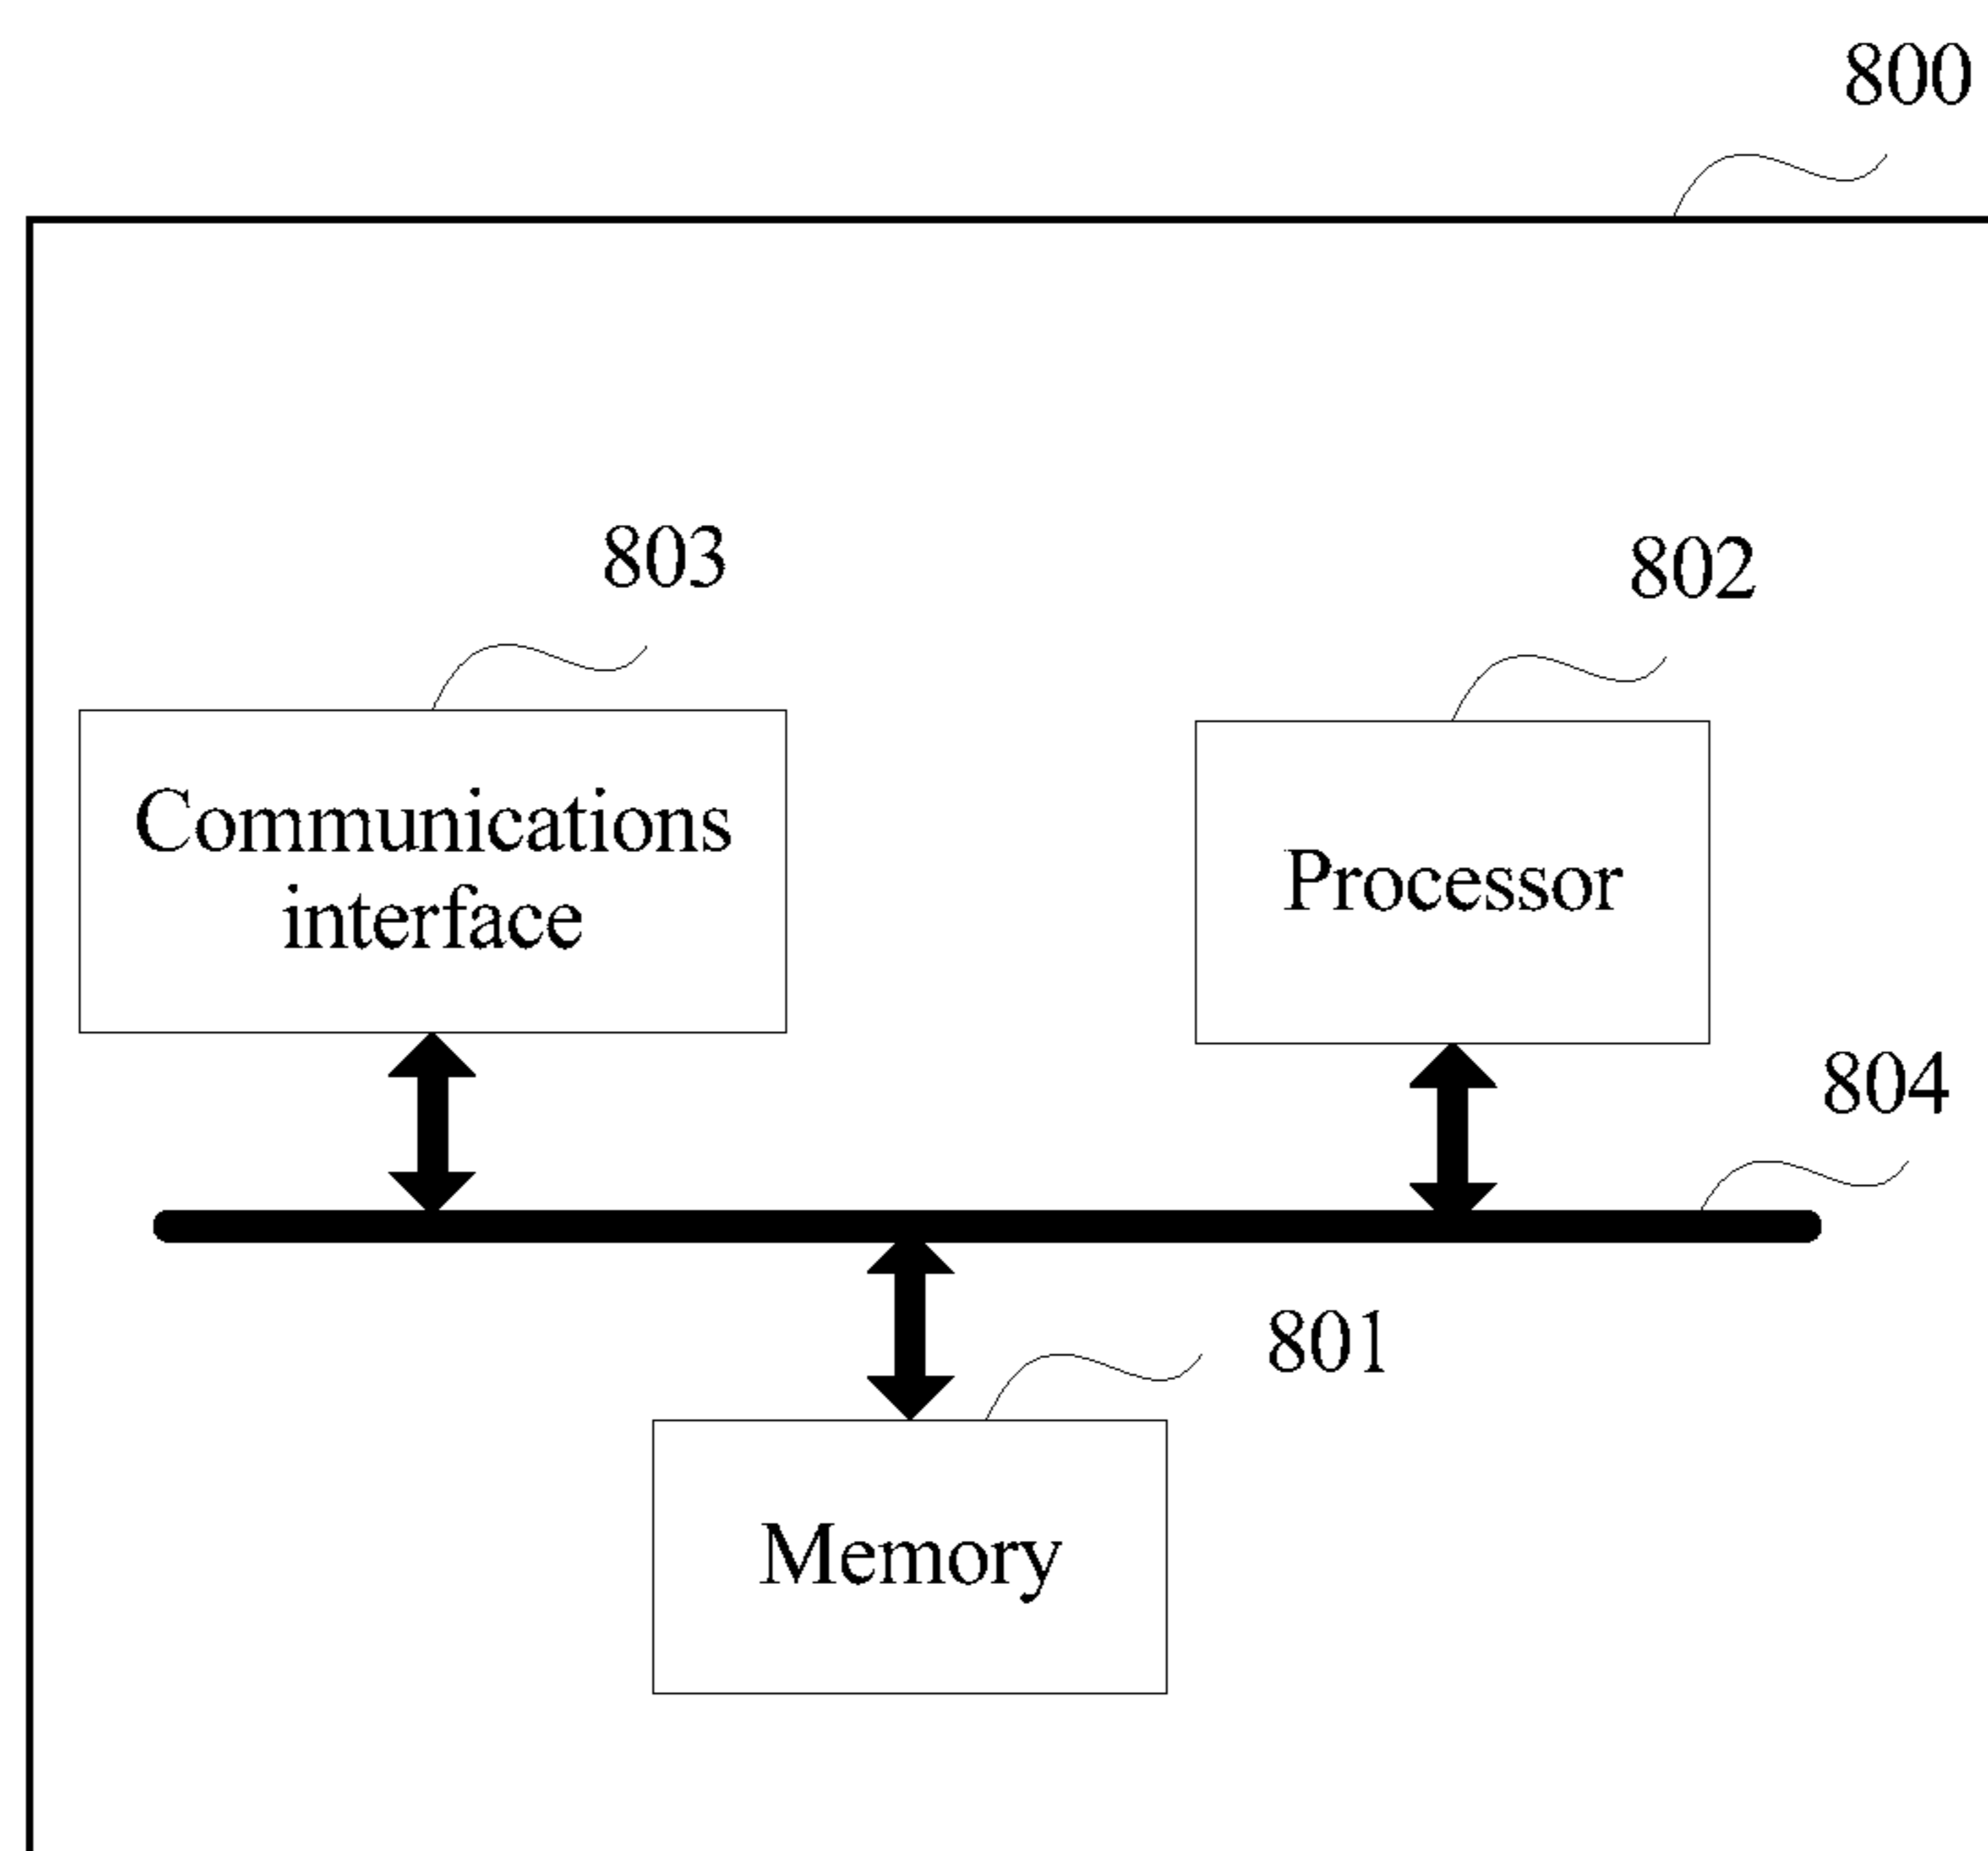 800
803
802
Communications
interface
Processor
804
801
Memory